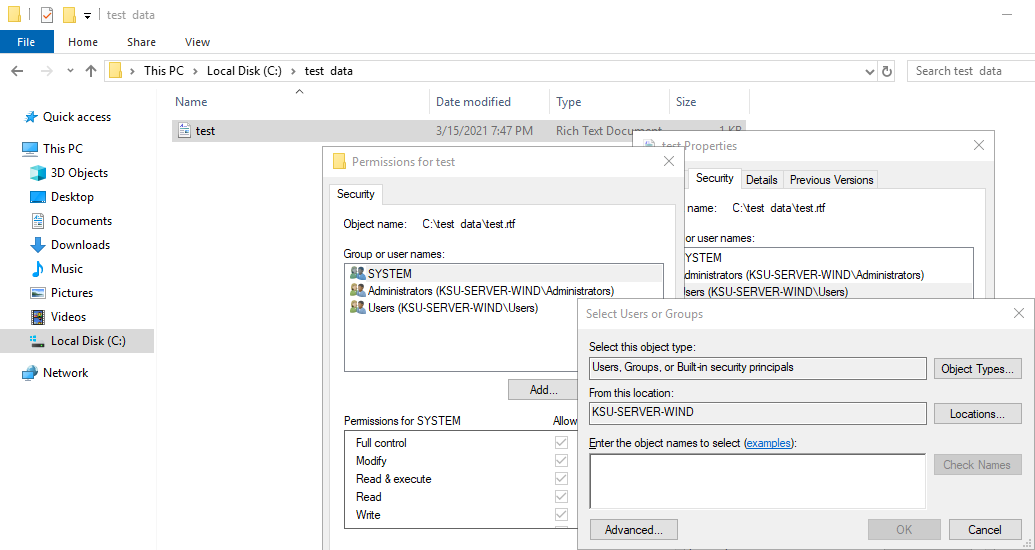 test data
File Home Share View
This PC Local Disk (C:) test data
Search test data
Name Date modified Type Size
test 3/15/2021 7:47 PM Rich Text Document 1 KB
Quick access
This PC
3D Objects
Desktop
Documents
Downloads
Music
Pictures
Videos
Local Disk (C:)
Network
test Properties
Security Details Previous Versions
name: C:\test data\test.rtf
or user names:
SYSTEM
Administrators (KSU-SERVER-WIND\Administrators)
Users (KSU-SERVER-WIND\Users)
Permissions for test
Security
Object name: C:\test data\test.rtf
Group or user names:
SYSTEM
Administrators (KSU-SERVER-WIND\Administrators)
Users (KSU-SERVER-WIND\Users)
Add...
Permissions for SYSTEM Allow
Full control
Modify
Read & execute
Read
Write
Select Users or Groups
Select this object type:
Users, Groups, or Built-in security principals
Object Types...
From this location:
KSU-SERVER-WIND
Locations...
Enter the object names to select (examples):
Check Names
Advanced... OK Cancel